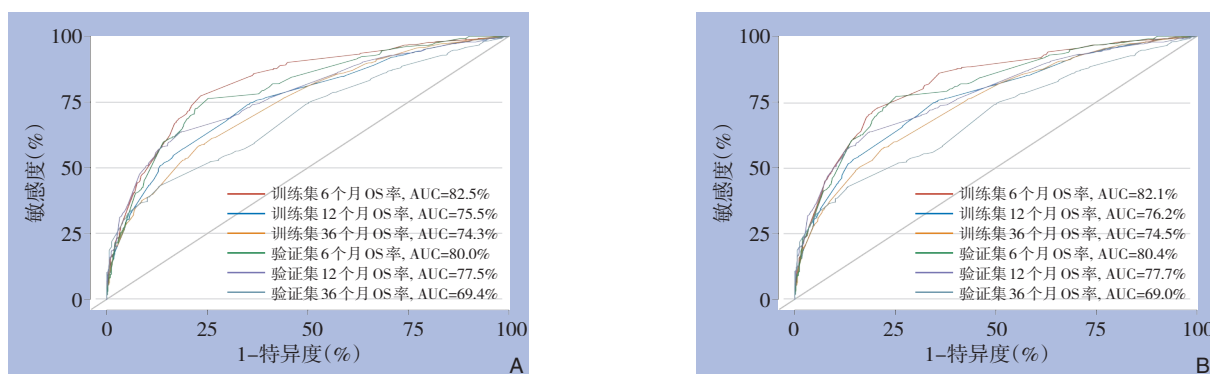 100
75
50
25
0
敏感度(%)
训练集6个月OS率, AUC=82.5%
训练集12个月OS率, AUC=75.5%
训练集36个月OS率, AUC=74.3%
验证集6个月OS率, AUC=80.0%
验证集12个月OS率, AUC=77.5%
验证集36个月OS率, AUC=69.4%
0 25 50 75 100
1-特异度(%)
A
100
75
50
25
0
敏感度(%)
训练集6个月OS率, AUC=82.1%
训练集12个月OS率, AUC=76.2%
训练集36个月OS率, AUC=74.5%
验证集6个月OS率, AUC=80.4%
验证集12个月OS率, AUC=77.7%
验证集36个月OS率, AUC=69.0%
0 25 50 75 100
1-特异度(%)
B